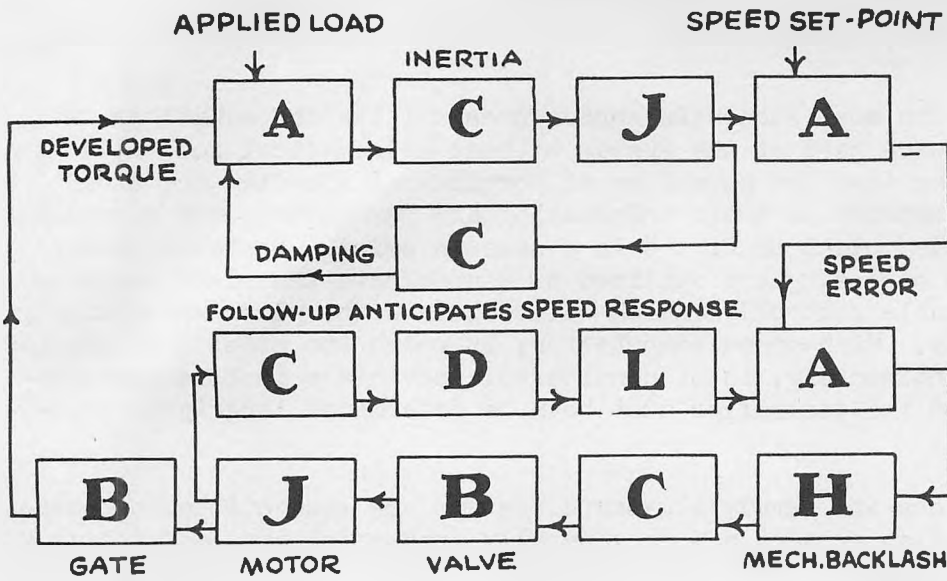 APPLIED LOAD
SPEED SET-POINT
INERTIA
A
C
J
A
DEVELOPED
TORQUE
C
DAMPING
SPEED
ERROR
FOLLOW-UP ANTICIPATES SPEED RESPONSE
C
D
L
A
B
J
B
C
H
GATE
MOTOR
VALVE
MECH. BACKLASH